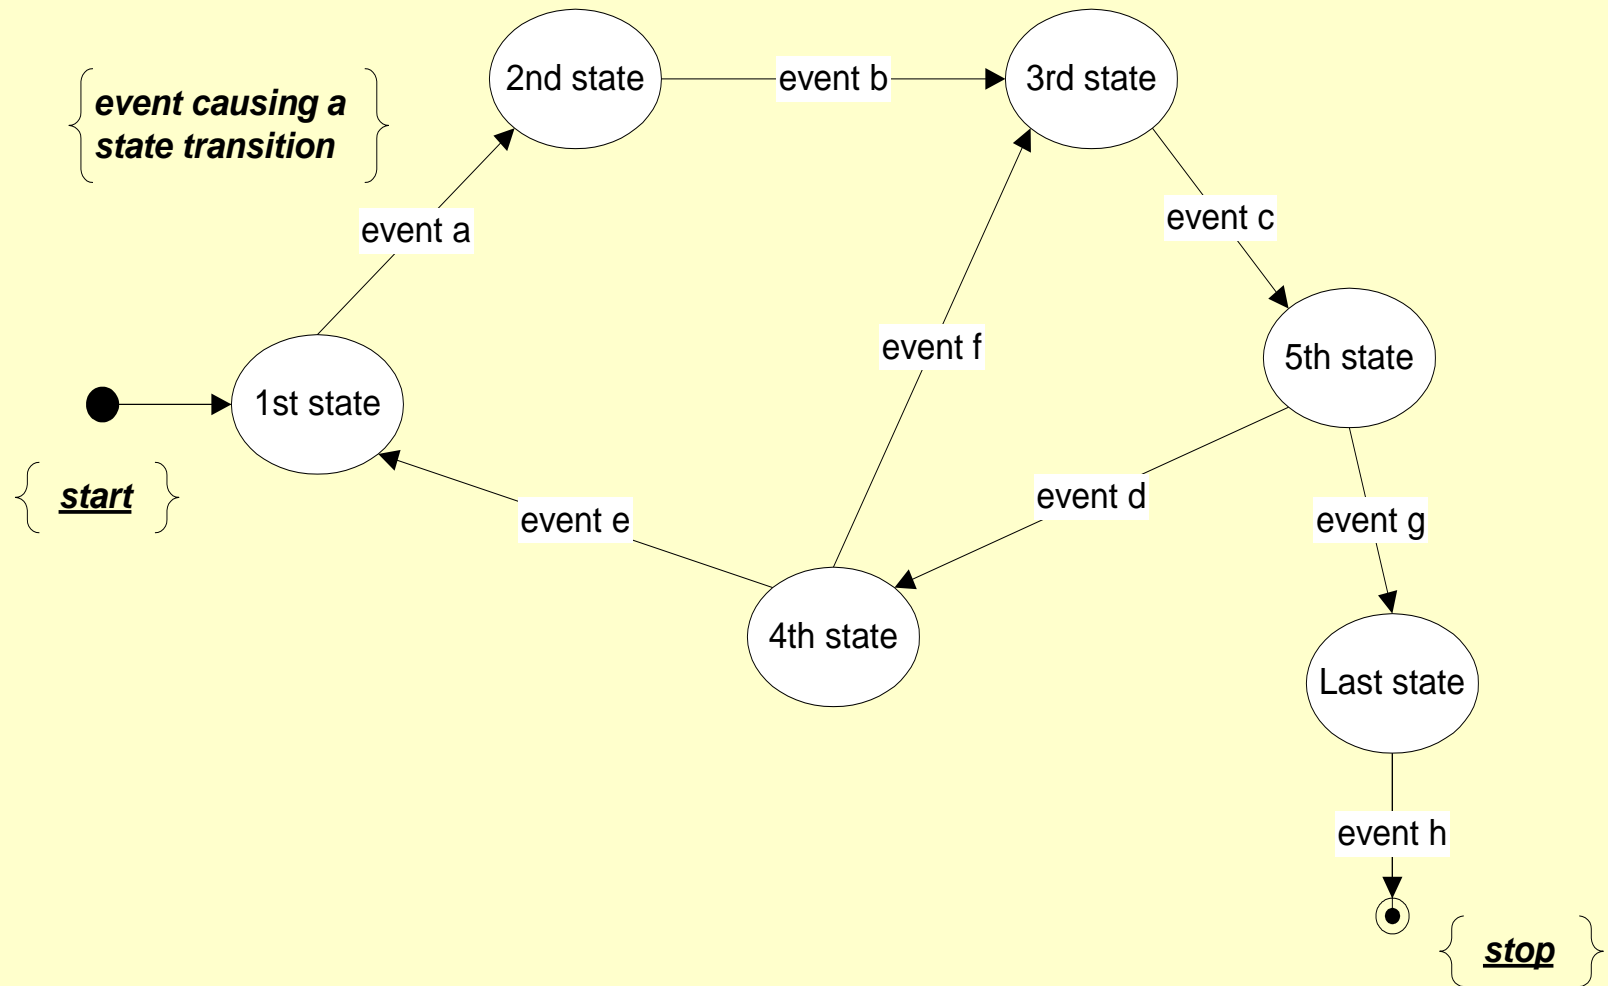 2nd state
event b
3rd state
event causing a
state transition
event a
event c
event f
5th state
1st state
start
event d
event e
event g
4th state
Last state
event h
stop